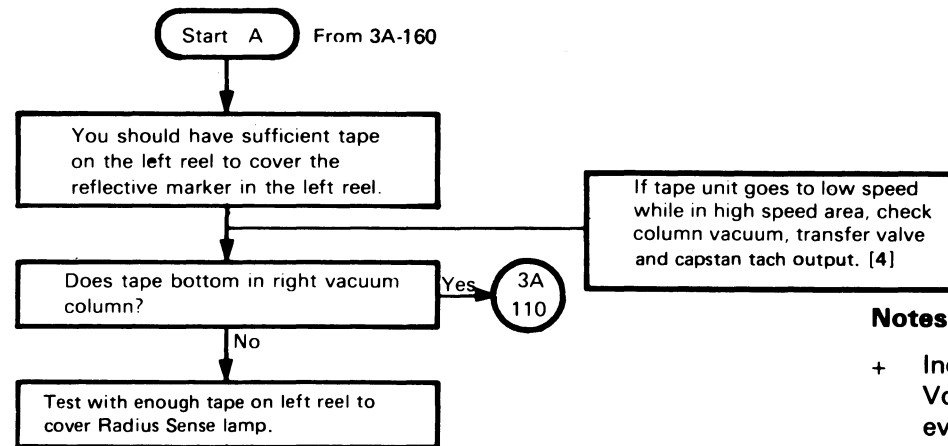 Start A From 3A-160
You should have sufficient tape
on the left reel to cover the
reflective marker in the left reel.
If tape unit goes to low speed
while in high speed area, check
column vacuum, transfer valve
and capstan tach output. [4]
Does tape bottom in right vacuum
column?
Yes
3A
110
No
Test with enough tape on left reel to
cover Radius Sense lamp.
Notes
+